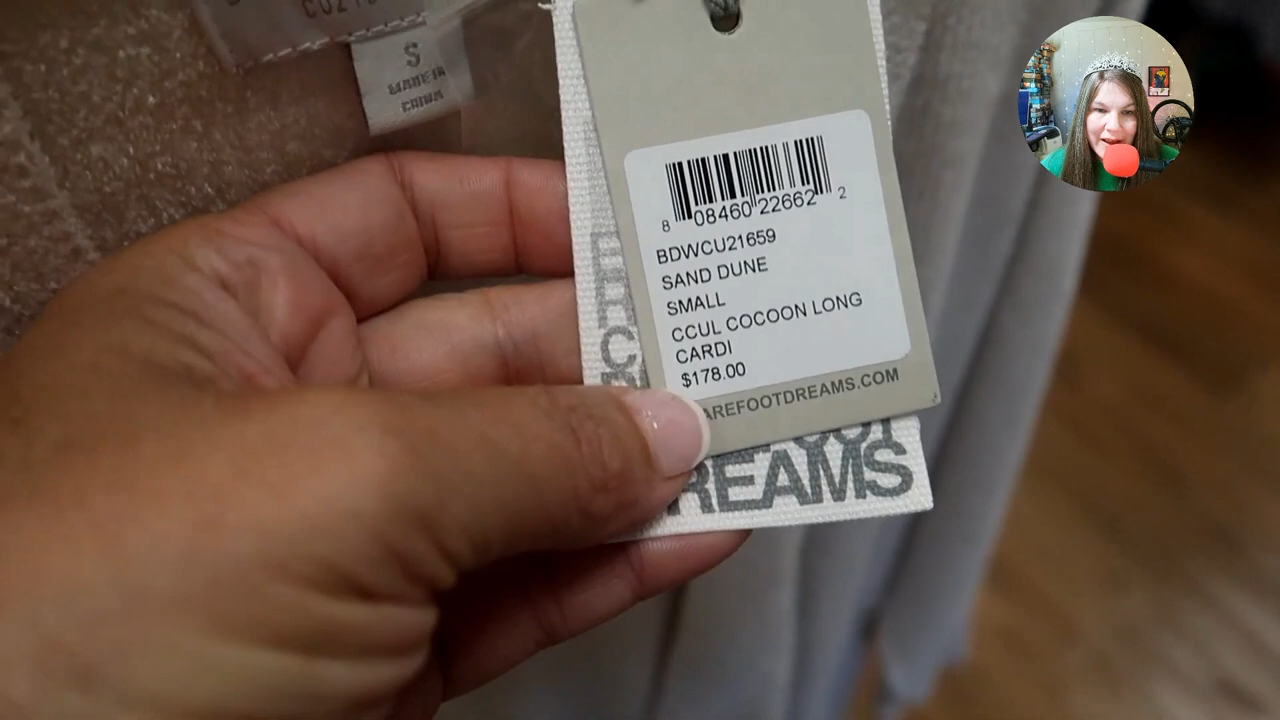 S
MADE IN
CHINA
8 08460 22662 2
BDWCU21659
SAND DUNE
SMALL
CCUL COCOON LONG
CARDI
$178.00
AREFOOTDREAMS.COM
DREAMS